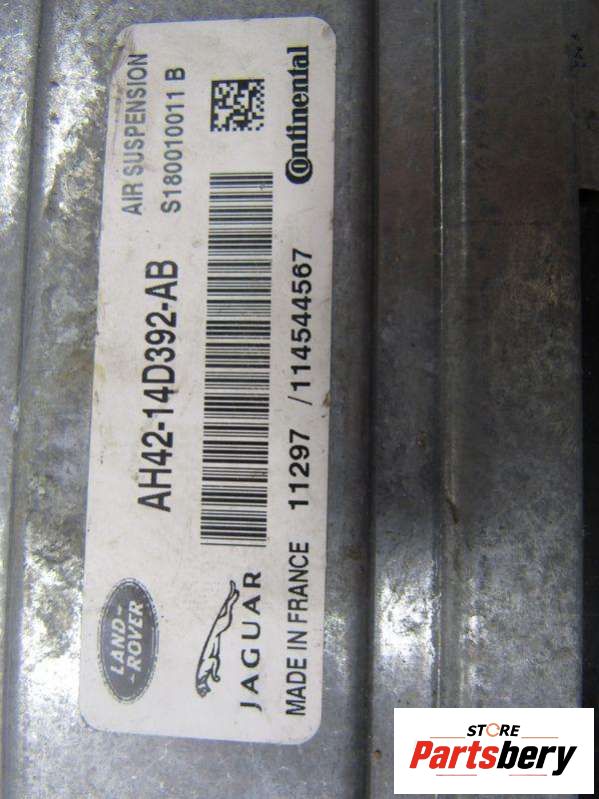 AIR SUSPENSION
S180010011 B
Continental
AH42-14D392-AB
LAND-
ROVER
JAGUAR
MADE IN FRANCE 11297 /114544567
STORE
Partsbery